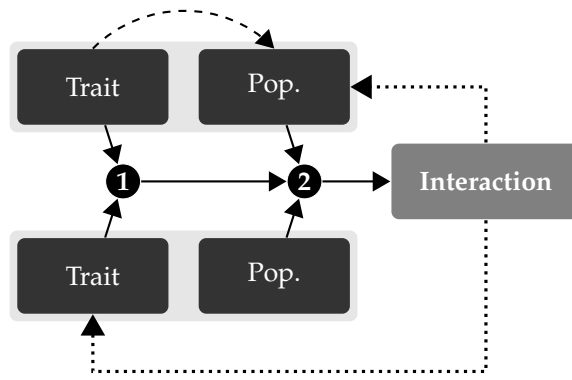 Trait
Pop.
1
2
Interaction
Trait
Pop.